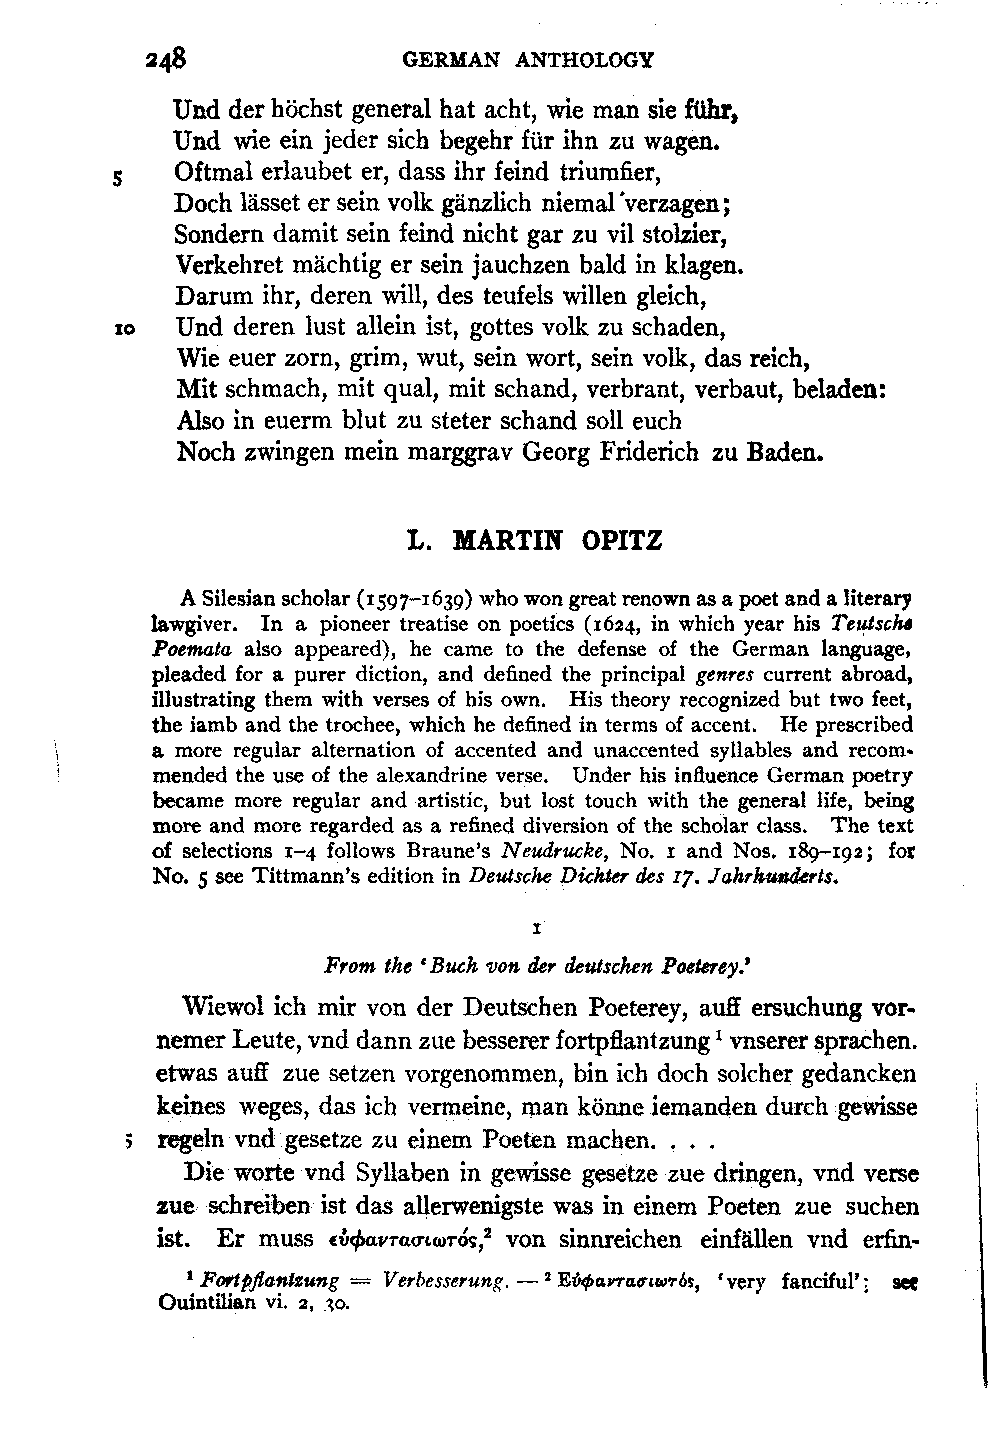 248 GERMAN ANTHOLOGY
Und der höchst general hat acht, wie man sie führ,
Und wie ein jeder sich begehr für ihn zu wagen.
5 Oftmal erlaubet er, dass ihr feind triumfier,
Doch lässet er sein volk gänzlich niemal verzagen;
Sondern damit sein feind nicht gar zu vil stolzier,
Verkehret mächtig er sein jauchzen bald in klagen.
Darum ihr, deren will, des teufels willen gleich,
10 Und deren lust allein ist, gottes volk zu schaden,
Wie euer zorn, grim, wut, sein wort, sein volk, das reich,
Mit schmach, mit qual, mit schand, verbrant, verbaut, beladen:
Also in euerm blut zu steter schand soll euch
Noch zwingen mein marggrav Georg Friderich zu Baden.
L. MARTIN OPITZ
A Silesian scholar (1597–1639) who won great renown as a poet and a literary
lawgiver. In a pioneer treatise on poetics (1624, in which year his Teutsche
Poemata also appeared), he came to the defense of the German language,
pleaded for a purer diction, and defined the principal genres current abroad,
illustrating them with verses of his own. His theory recognized but two feet,
the iamb and the trochee, which he defined in terms of accent. He prescribed
a more regular alternation of accented and unaccented syllables and recom-
mended the use of the alexandrine verse. Under his influence German poetry
became more regular and artistic, but lost touch with the general life, being
more and more regarded as a refined diversion of the scholar class. The text
of selections 1–4 follows Braune's Neudrucke, No. 1 and Nos. 189–192; for
No. 5 see Tittmann's edition in Deutsche Dichter des 17. Jahrhunderts.
1
From the ‘Buch von der deutschen Poeterey.’
Wiewol ich mir von der Deutschen Poeterey, auff ersuchung vor-
nemer Leute, vnd dann zue besserer fortpflantzung¹ vnserer sprachen.
etwas auff zue setzen vorgenommen, bin ich doch solcher gedancken
keines weges, das ich vermeine, man könne iemanden durch gewisse
5 regeln vnd gesetze zu einem Poeten machen. . . .
Die worte vnd Syllaben in gewisse gesetze zue dringen, vnd verse
zue schreiben ist das allerwenigste was in einem Poeten zue suchen
ist. Er muss εὐφαντασιωτός,² von sinnreichen einfällen vnd erfin-
¹ Fortpflantzung = Verbesserung. — ² Εὐφαντασιωτός, ‘very fanciful’; see
Quintilian vi. 2, 30.